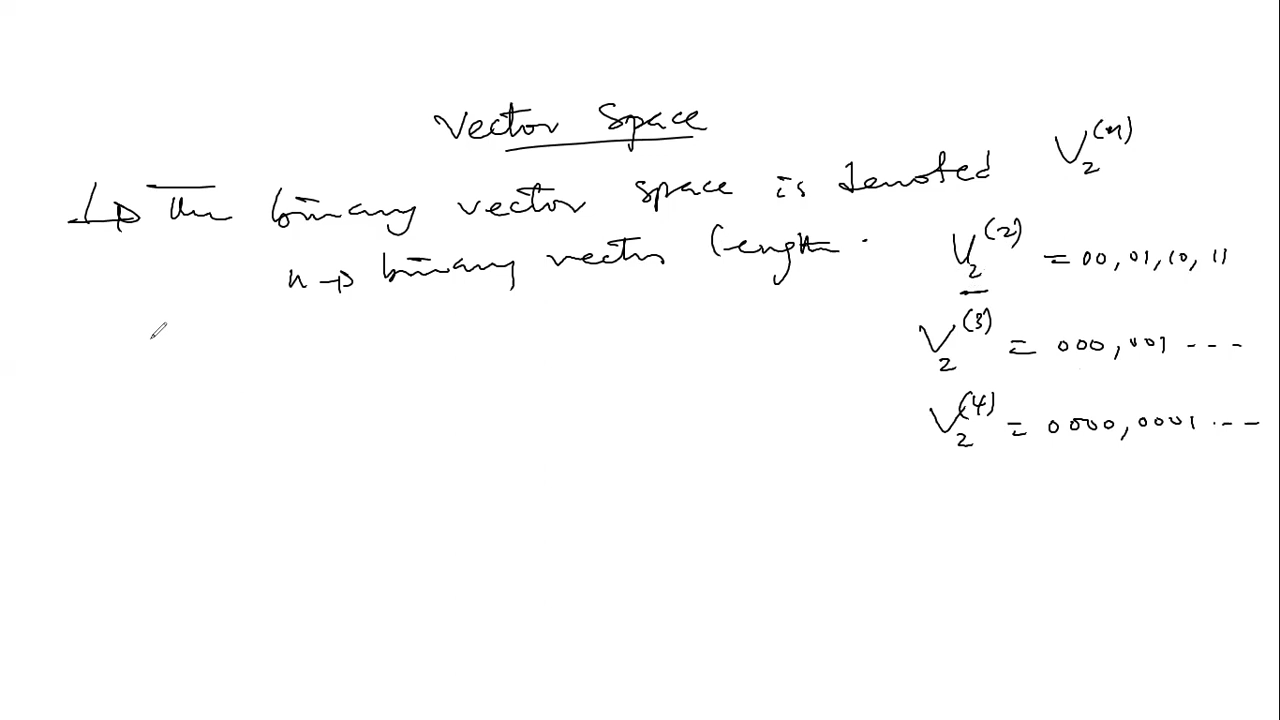 Vector Space
The binary vector space is denoted V₂⁽ⁿ⁾
n → binary vector length.
V₂⁽²⁾ = 00, 01, 10, 11
V₂⁽³⁾ = 000, 001 - - -
V₂⁽⁴⁾ = 0000, 0001 - - -